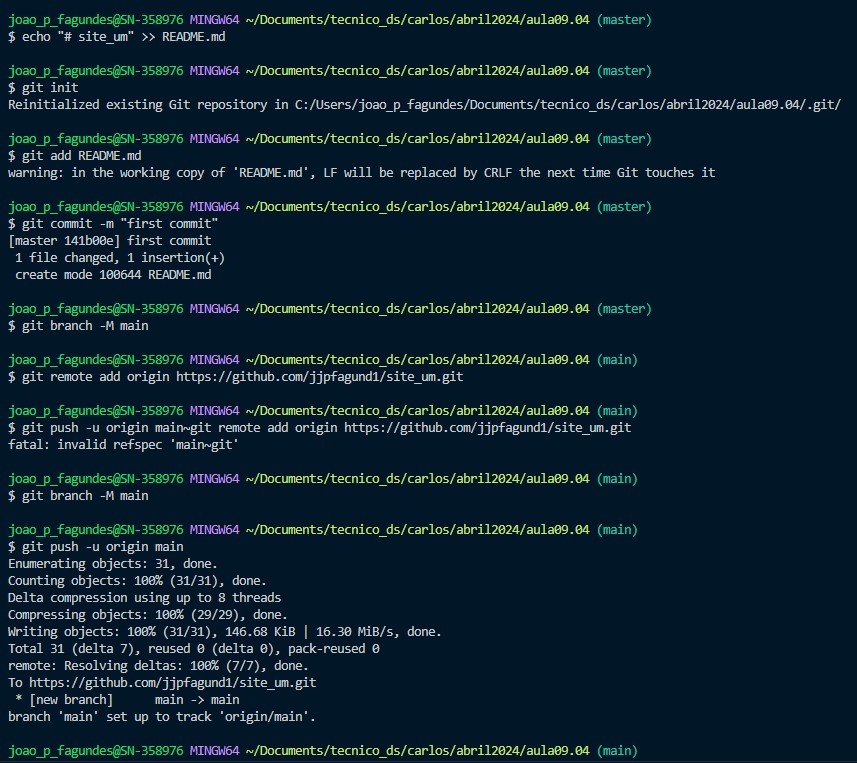 joao_p_fagundes@SN-358976 MINGW64 ~/Documents/tecnico_ds/carlos/abril2024/aula09.04 (master)
$ echo "# site_um" >> README.md
joao_p_fagundes@SN-358976 MINGW64 ~/Documents/tecnico_ds/carlos/abril2024/aula09.04 (master)
$ git init
Reinitialized existing Git repository in C:/Users/joao_p_fagundes/Documents/tecnico_ds/carlos/abril2024/aula09.04/.git/
joao_p_fagundes@SN-358976 MINGW64 ~/Documents/tecnico_ds/carlos/abril2024/aula09.04 (master)
$ git add README.md
warning: in the working copy of 'README.md', LF will be replaced by CRLF the next time Git touches it
joao_p_fagundes@SN-358976 MINGW64 ~/Documents/tecnico_ds/carlos/abril2024/aula09.04 (master)
$ git commit -m "first commit"
[master 141b00e] first commit
 1 file changed, 1 insertion(+)
 create mode 100644 README.md
joao_p_fagundes@SN-358976 MINGW64 ~/Documents/tecnico_ds/carlos/abril2024/aula09.04 (master)
$ git branch -M main
joao_p_fagundes@SN-358976 MINGW64 ~/Documents/tecnico_ds/carlos/abril2024/aula09.04 (main)
$ git remote add origin https://github.com/jjpfagund1/site_um.git
joao_p_fagundes@SN-358976 MINGW64 ~/Documents/tecnico_ds/carlos/abril2024/aula09.04 (main)
$ git push -u origin main~git remote add origin https://github.com/jjpfagund1/site_um.git
fatal: invalid refspec 'main~git'
joao_p_fagundes@SN-358976 MINGW64 ~/Documents/tecnico_ds/carlos/abril2024/aula09.04 (main)
$ git branch -M main
joao_p_fagundes@SN-358976 MINGW64 ~/Documents/tecnico_ds/carlos/abril2024/aula09.04 (main)
$ git push -u origin main
Enumerating objects: 31, done.
Counting objects: 100% (31/31), done.
Delta compression using up to 8 threads
Compressing objects: 100% (29/29), done.
Writing objects: 100% (31/31), 146.68 KiB | 16.30 MiB/s, done.
Total 31 (delta 7), reused 0 (delta 0), pack-reused 0
remote: Resolving deltas: 100% (7/7), done.
To https://github.com/jjpfagund1/site_um.git
 * [new branch]      main -> main
branch 'main' set up to track 'origin/main'.
joao_p_fagundes@SN-358976 MINGW64 ~/Documents/tecnico_ds/carlos/abril2024/aula09.04 (main)